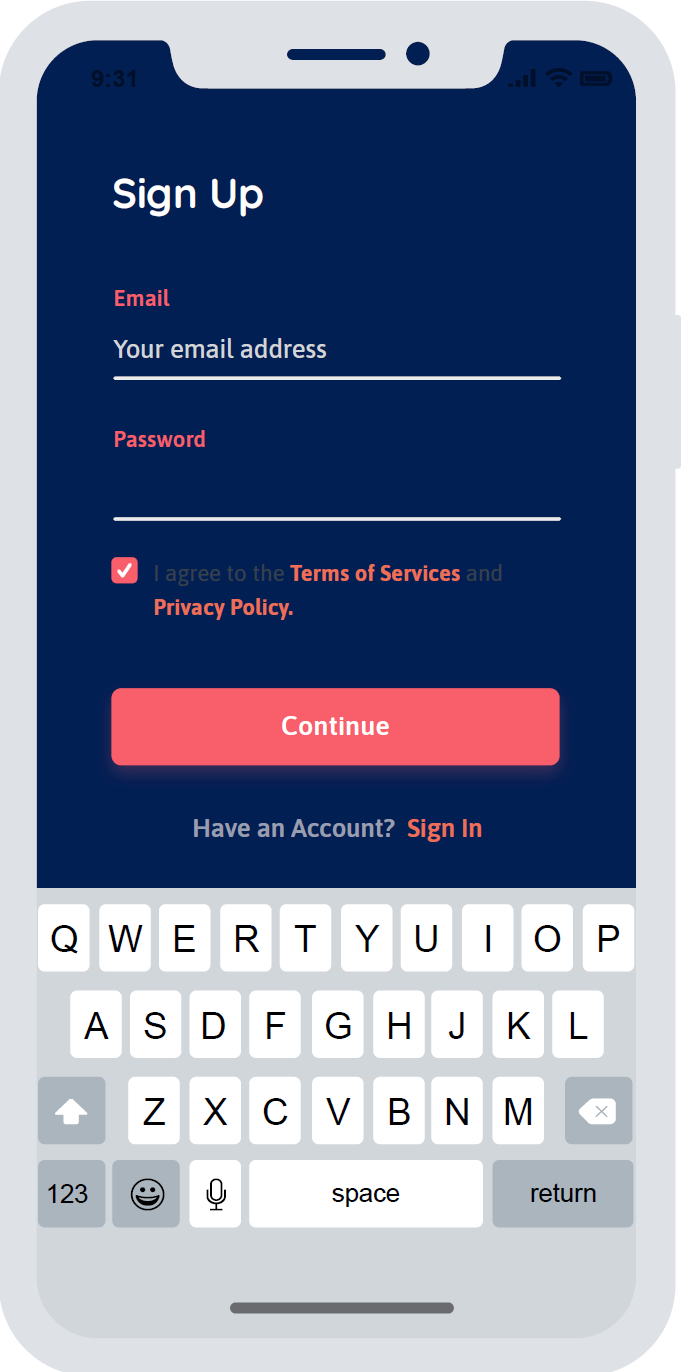 9:31
Sign Up
Email
Your email address
Password
I agree to the Terms of Services and
Privacy Policy.
Continue
Have an Account? Sign In
Q W E R T Y U I O P
A S D F G H J K L
Z X C V B N M
123 space return